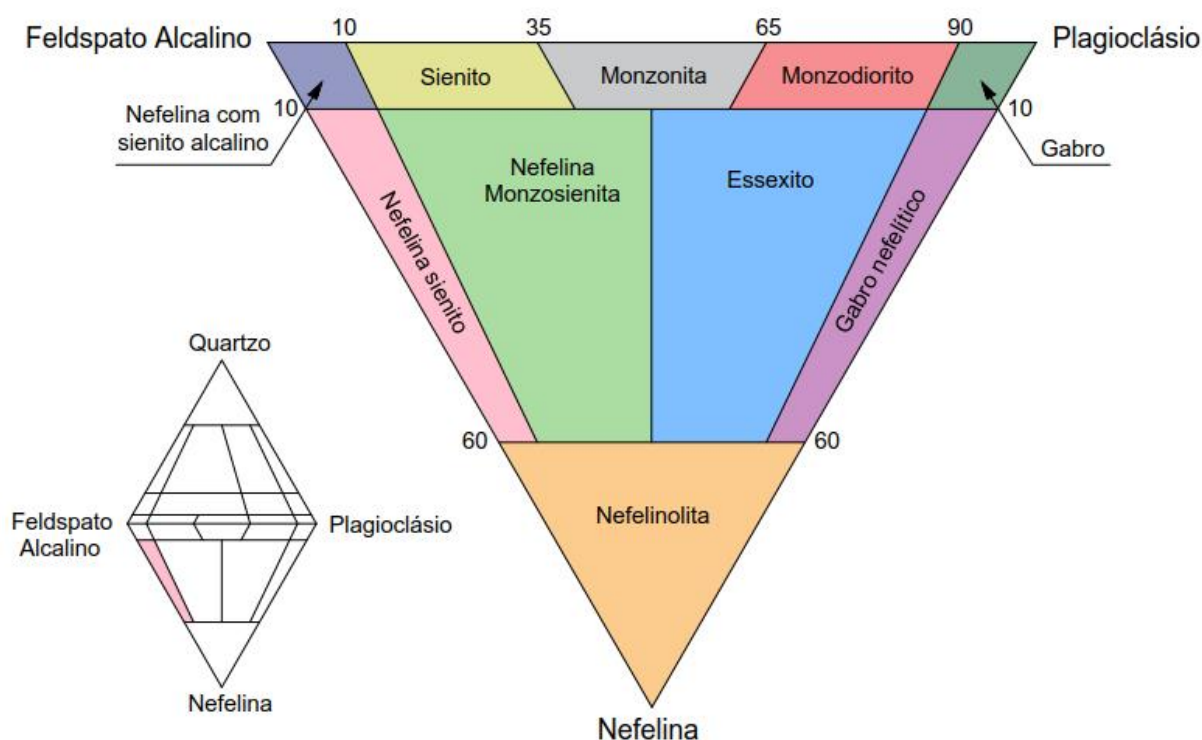 10 35 65 90
Feldspato Alcalino
Plagioclásio
Sienito
Monzonita
Monzodiorito
Nefelina com
sienito alcalino
10
10
Gabro
Nefelina
Monzosienita
Essexito
Nefelina sienito
Gabro nefelítico
60
60
Nefelinolita
Nefelina
Quartzo
Feldspato
Alcalino
Plagioclásio
Nefelina